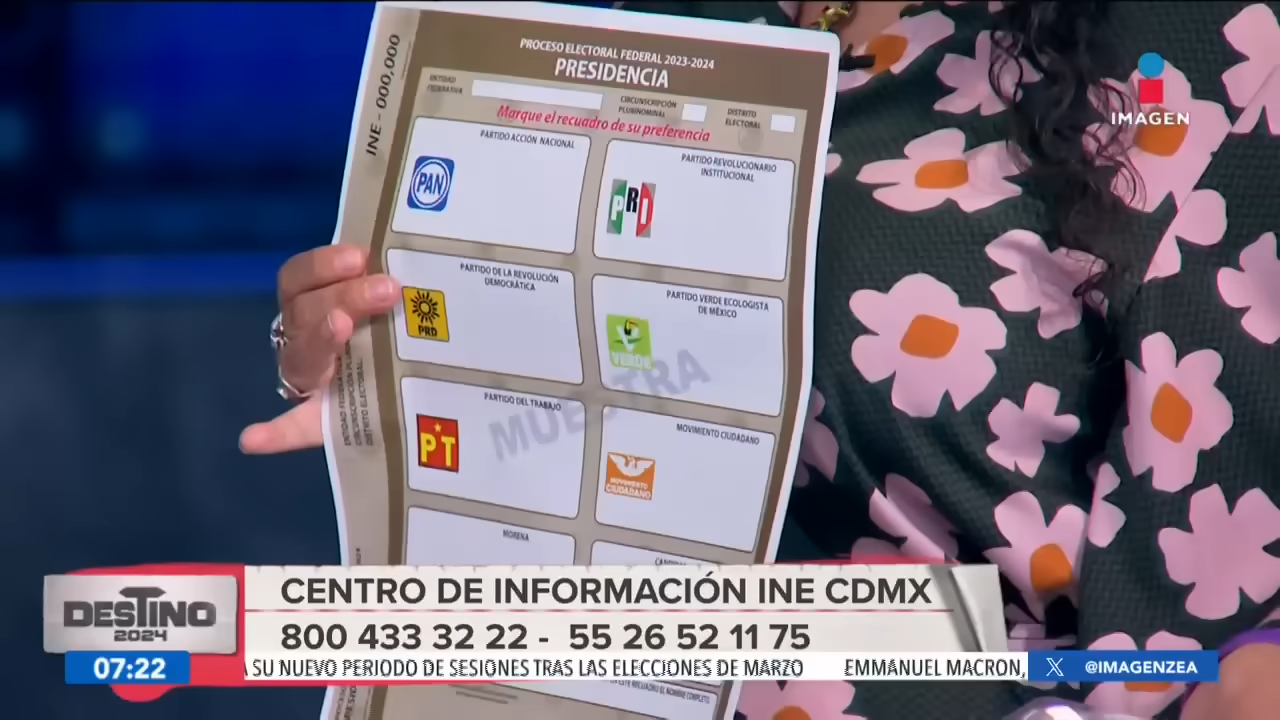 PROCESO ELECTORAL FEDERAL 2023-2024
PRESIDENCIA
INE - 000,000
ENTIDAD
FEDERATIVA
CIRCUNSCRIPCIÓN
PLURINOMINAL
DISTRITO
ELECTORAL
Marque el recuadro de su preferencia
PARTIDO ACCIÓN NACIONAL
PAN
PARTIDO REVOLUCIONARIO
INSTITUCIONAL
PRI
PARTIDO DE LA REVOLUCIÓN
DEMOCRÁTICA
PRD
PARTIDO VERDE ECOLOGISTA
DE MÉXICO
VERDE
MUESTRA
PARTIDO DEL TRABAJO
PT
MOVIMIENTO CIUDADANO
MOVIMIENTO
CIUDADANO
MORENA
ENTIDAD FEDERATIVA
DISTRITO ELECTORAL
IMAGEN
DESTINO
2024
CENTRO DE INFORMACIÓN INE CDMX
800 433 32 22 - 55 26 52 11 75
07:22
A SU NUEVO PERIODO DE SESIONES TRAS LAS ELECCIONES DE MARZO EMMANUEL MACRON,
X @IMAGENZEA